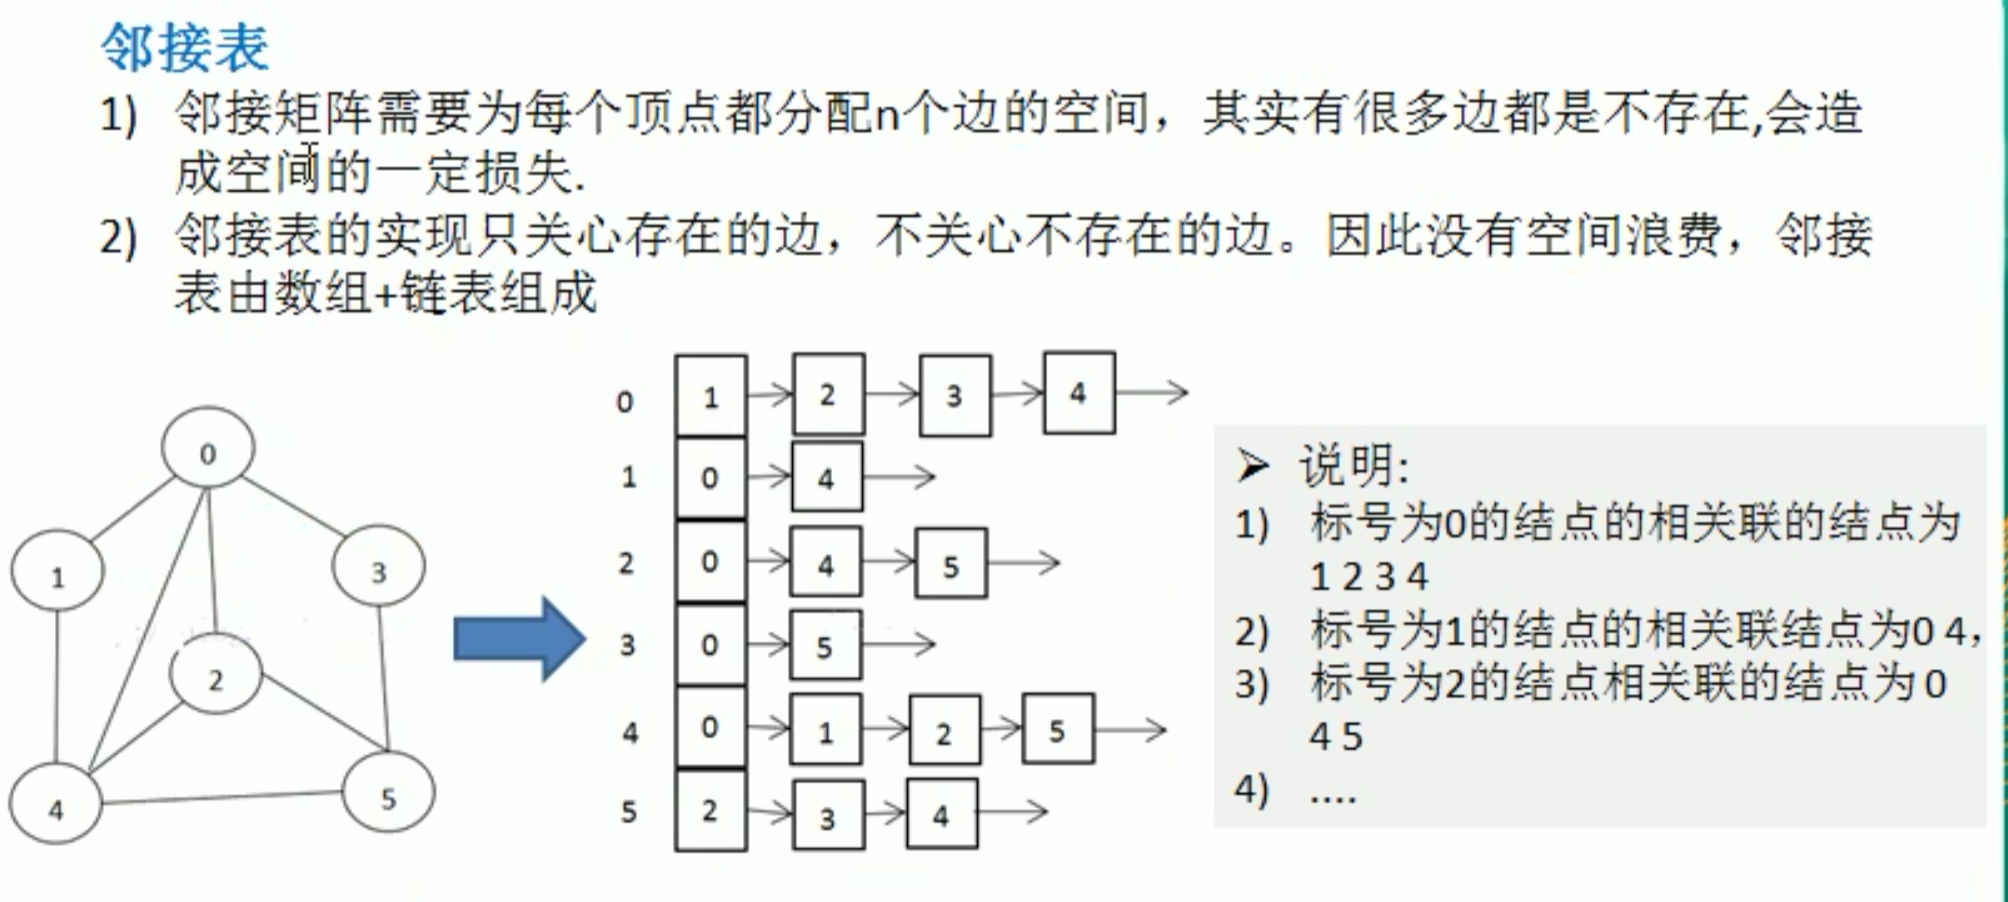 邻接表
1) 邻接矩阵需要为每个顶点都分配n个边的空间，其实有很多边都是不存在,会造
成空间的一定损失.
2) 邻接表的实现只关心存在的边，不关心不存在的边。因此没有空间浪费，邻接
表由数组+链表组成
0
1
3
2
4
5
0 1 2 3 4
1 0 4
2 0 4 5
3 0 5
4 0 1 2 5
5 2 3 4
➢ 说明:
1) 标号为0的结点的相关联的结点为
1 2 3 4
2) 标号为1的结点的相关联结点为0 4，
3) 标号为2的结点相关联的结点为 0
4 5
4) ....